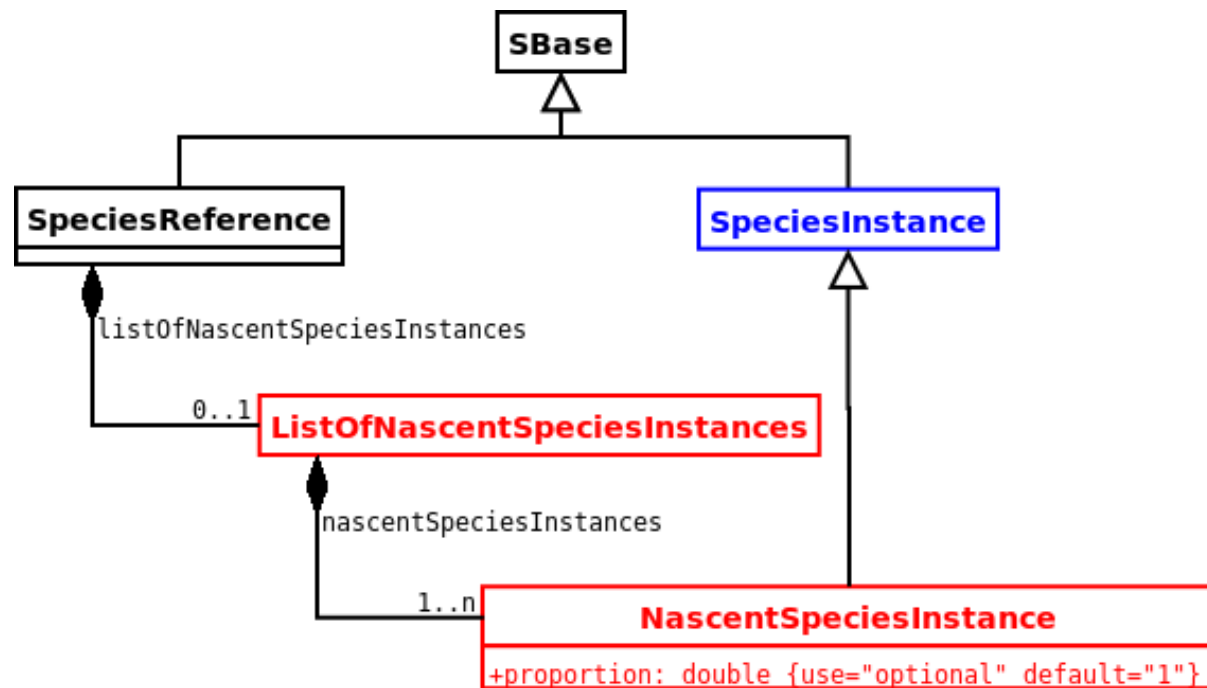 SBase
SpeciesReference
SpeciesInstance
listOfNascentSpeciesInstances
0..1
ListOfNascentSpeciesInstances
nascentSpeciesInstances
1..n
NascentSpeciesInstance
+proportion: double {use="optional" default="1"}